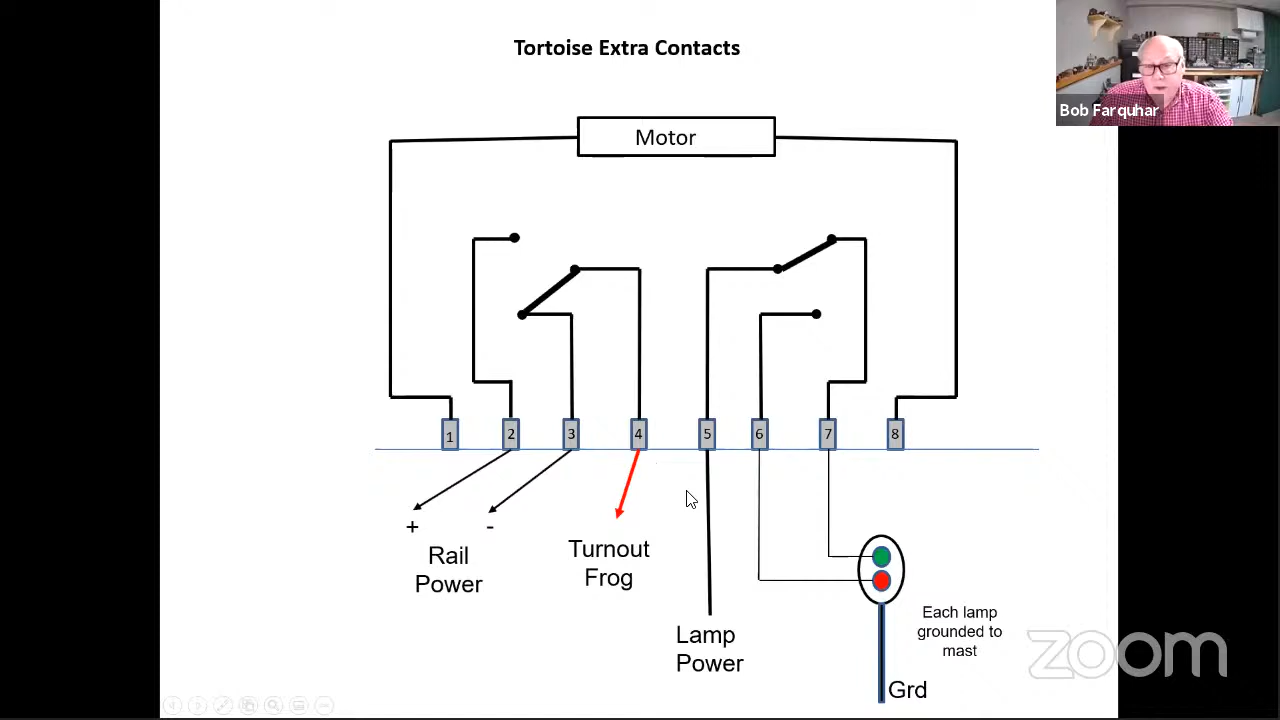 Tortoise Extra Contacts
Bob Farquhar
Motor
1 2 3 4 5 6 7 8
+ -
Rail
Power
Turnout
Frog
Lamp
Power
Each lamp
grounded to
mast
Grd
zoom